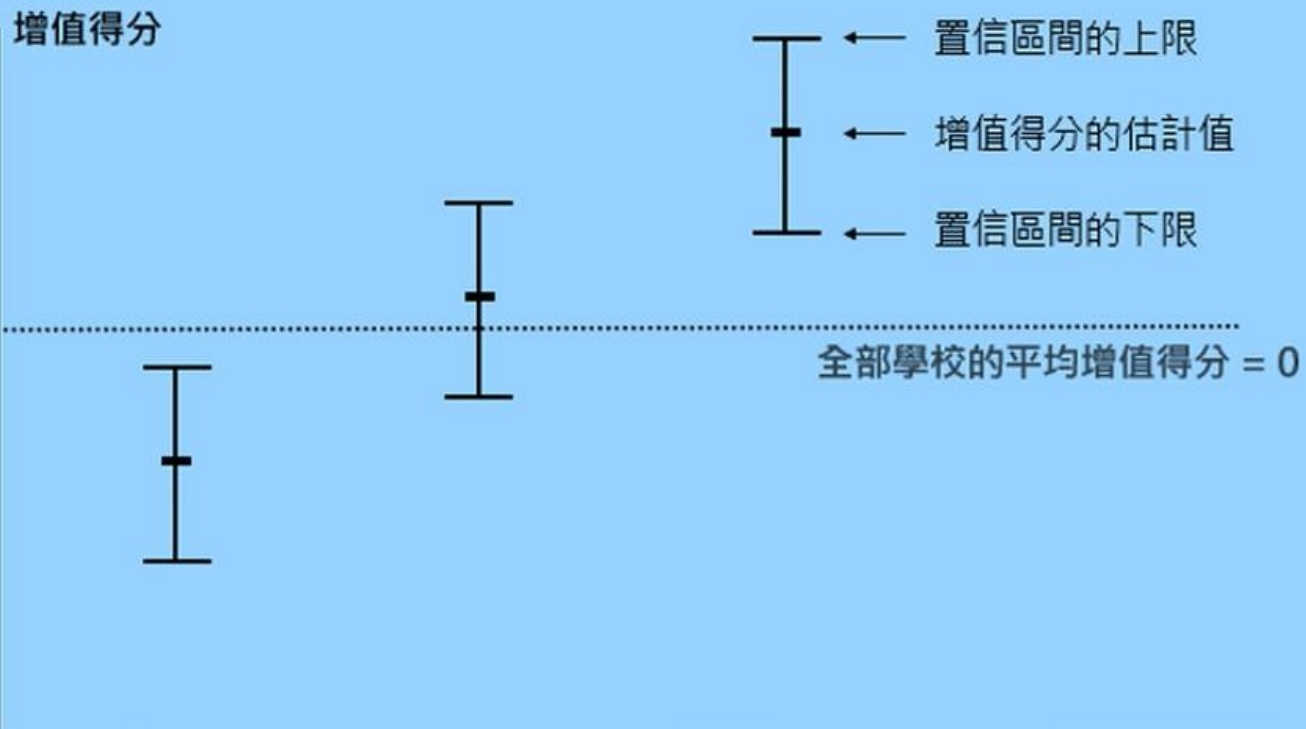 增值得分
置信區間的上限
增值得分的估計值
置信區間的下限
全部學校的平均增值得分 = 0